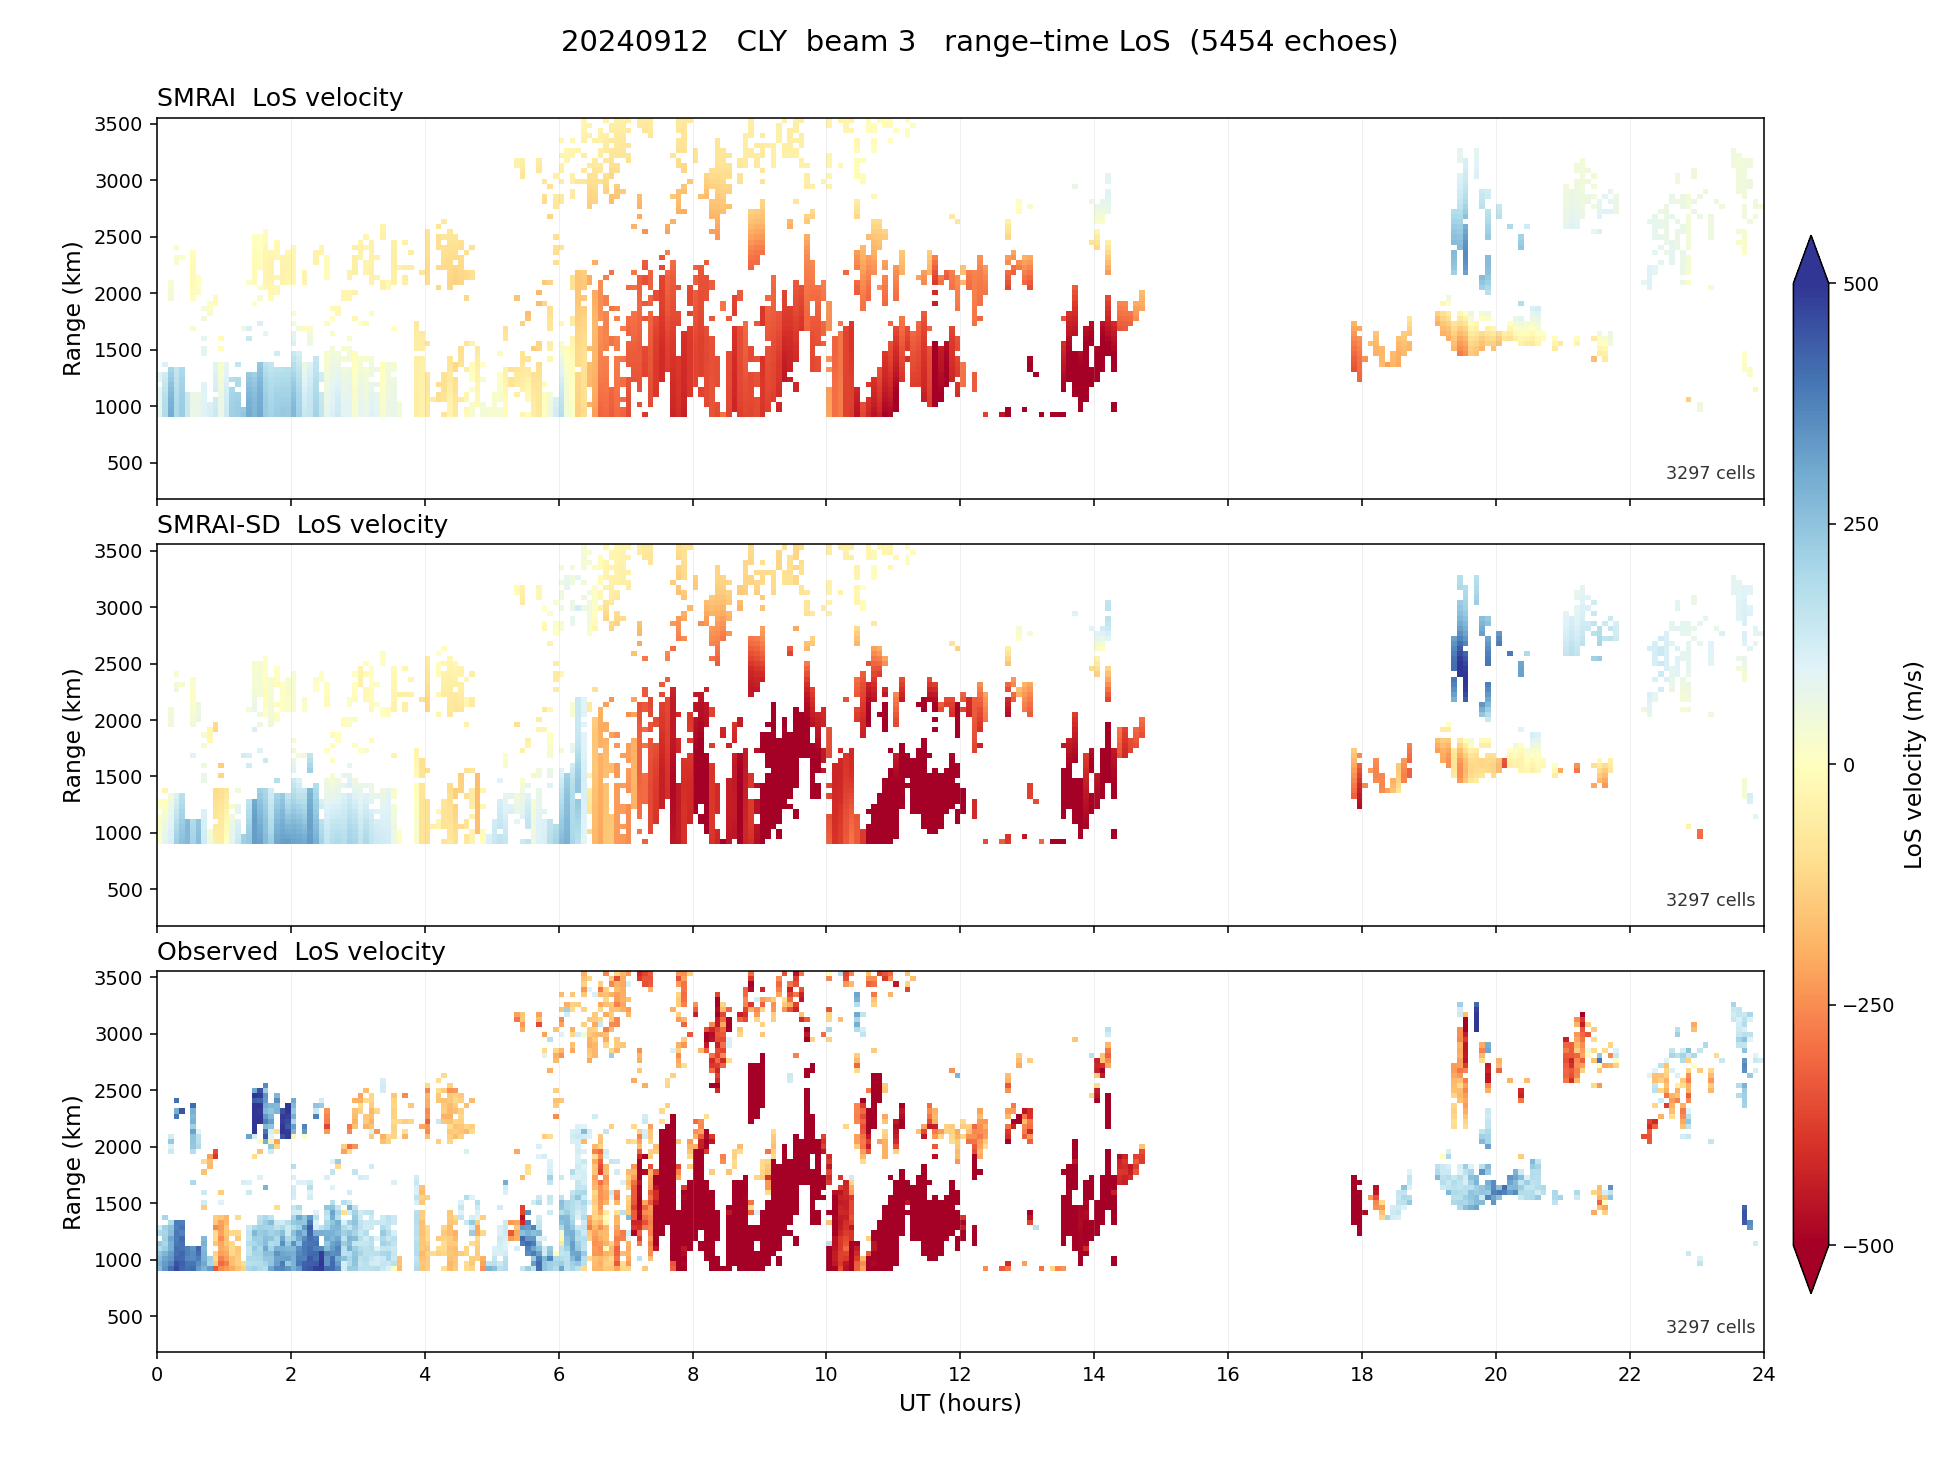 20240912   CLY  beam 3   range–time LoS  (5454 echoes)
SMRAI  LoS velocity
3500
3000
2500
2000
1500
1000
500
Range (km)
3297 cells
SMRAI-SD  LoS velocity
3500
3000
2500
2000
1500
1000
500
Range (km)
3297 cells
Observed  LoS velocity
3500
3000
2500
2000
1500
1000
500
Range (km)
3297 cells
0 2 4 6 8 10 12 14 16 18 20 22 24
UT (hours)
500
250
0
−250
−500
LoS velocity (m/s)